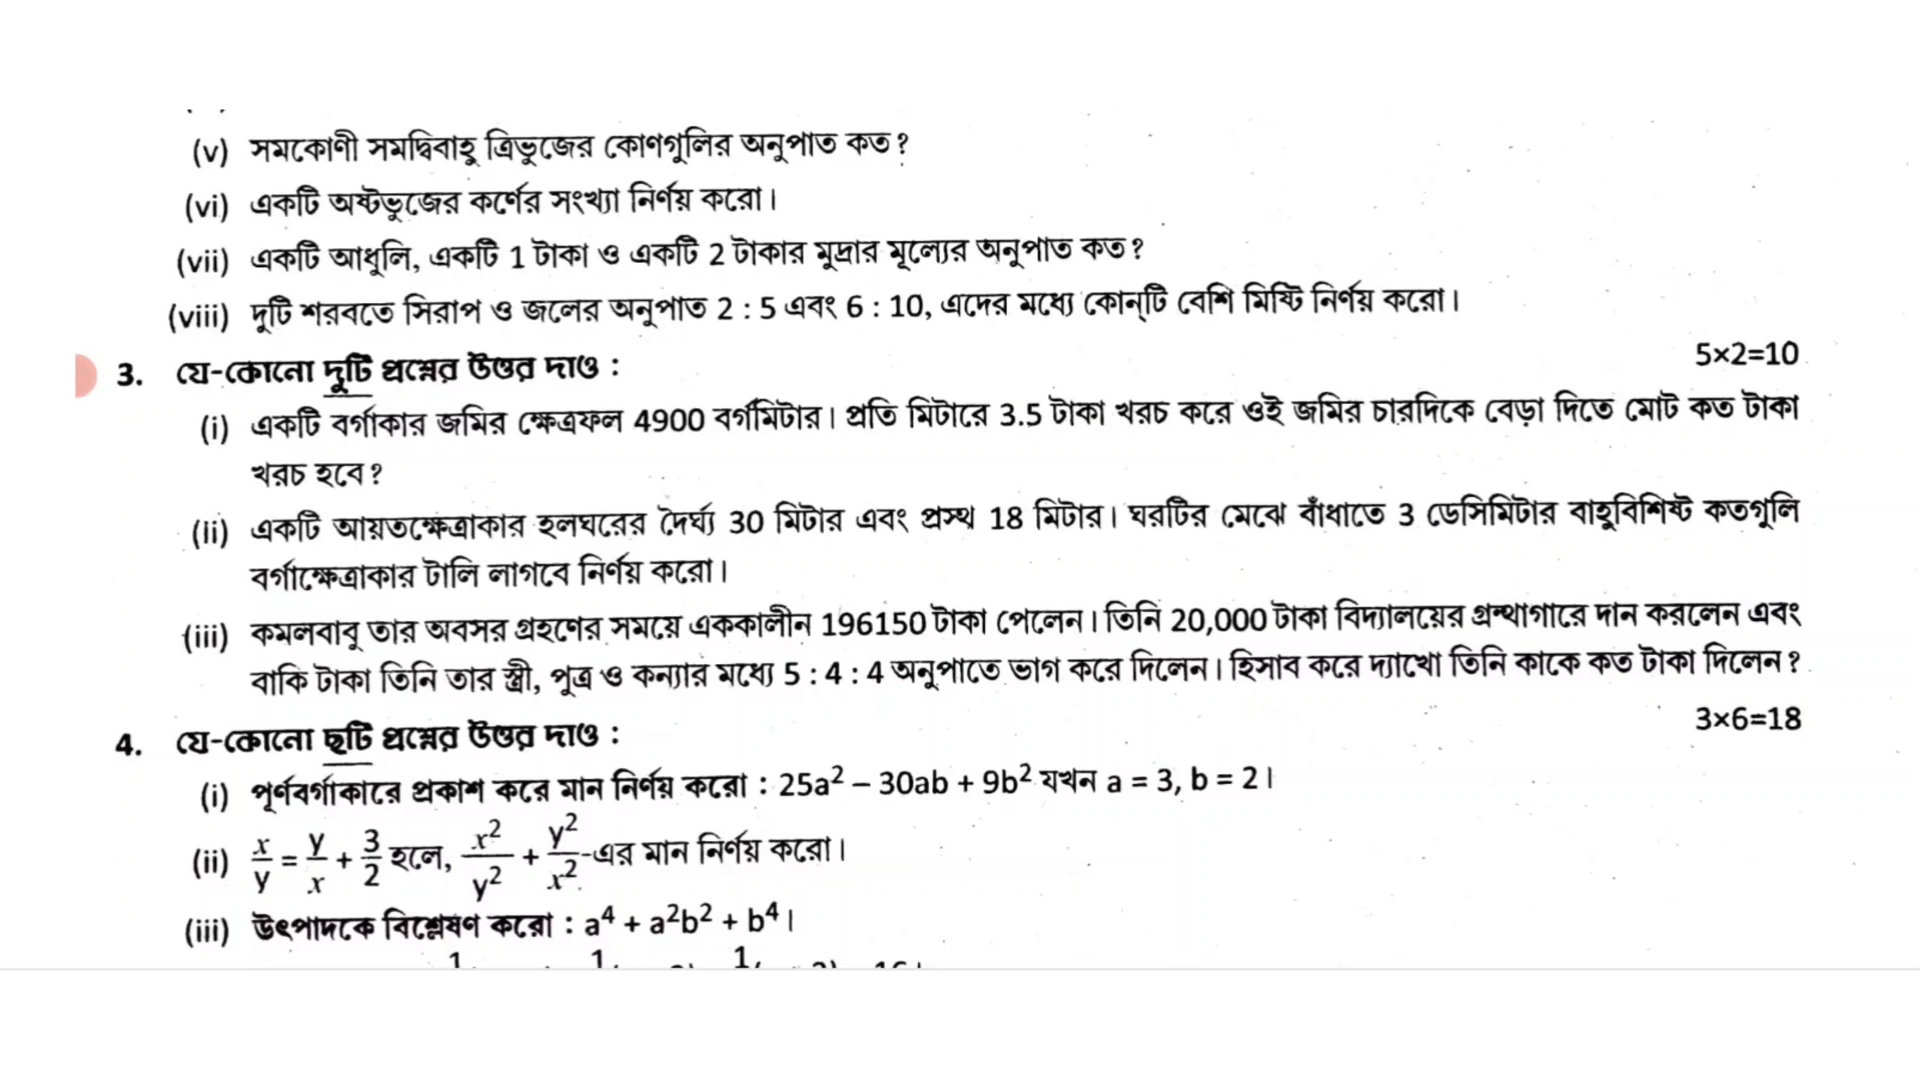 (v) সমকোণী সমদ্বিবাহু ত্রিভুজের কোণগুলির অনুপাত কত?
(vi) একটি অষ্টভুজের কর্ণের সংখ্যা নির্ণয় করো।
(vii) একটি আধুলি, একটি 1 টাকা ও একটি 2 টাকার মুদ্রার মূল্যের অনুপাত কত?
(viii) দুটি শরবতে সিরাপ ও জলের অনুপাত 2 : 5 এবং 6 : 10, এদের মধ্যে কোন্‌টি বেশি মিষ্টি নির্ণয় করো।
3. যে-কোনো দুটি প্রশ্নের উত্তর দাও : 5×2=10
(i) একটি বর্গাকার জমির ক্ষেত্রফল 4900 বর্গমিটার। প্রতি মিটারে 3.5 টাকা খরচ করে ওই জমির চারদিকে বেড়া দিতে মোট কত টাকা
খরচ হবে?
(ii) একটি আয়তক্ষেত্রাকার হলঘরের দৈর্ঘ্য 30 মিটার এবং প্রস্থ 18 মিটার। ঘরটির মেঝে বাঁধাতে 3 ডেসিমিটার বাহুবিশিষ্ট কতগুলি
বর্গাক্ষেত্রাকার টালি লাগবে নির্ণয় করো।
(iii) কমলবাবু তার অবসর গ্রহণের সময়ে এককালীন 196150 টাকা পেলেন। তিনি 20,000 টাকা বিদ্যালয়ের গ্রন্থাগারে দান করলেন এবং
বাকি টাকা তিনি তার স্ত্রী, পুত্র ও কন্যার মধ্যে 5 : 4 : 4 অনুপাতে ভাগ করে দিলেন। হিসাব করে দ্যাখো তিনি কাকে কত টাকা দিলেন?
4. যে-কোনো ছটি প্রশ্নের উত্তর দাও : 3×6=18
(i) পূর্ণবর্গাকারে প্রকাশ করে মান নির্ণয় করো : 25a² – 30ab + 9b² যখন a = 3, b = 2।
(ii) x/y = y/x + 3/2 হলে, x²/y² + y²/x²-এর মান নির্ণয় করো।
(iii) উৎপাদকে বিশ্লেষণ করো : a⁴ + a²b² + b⁴।